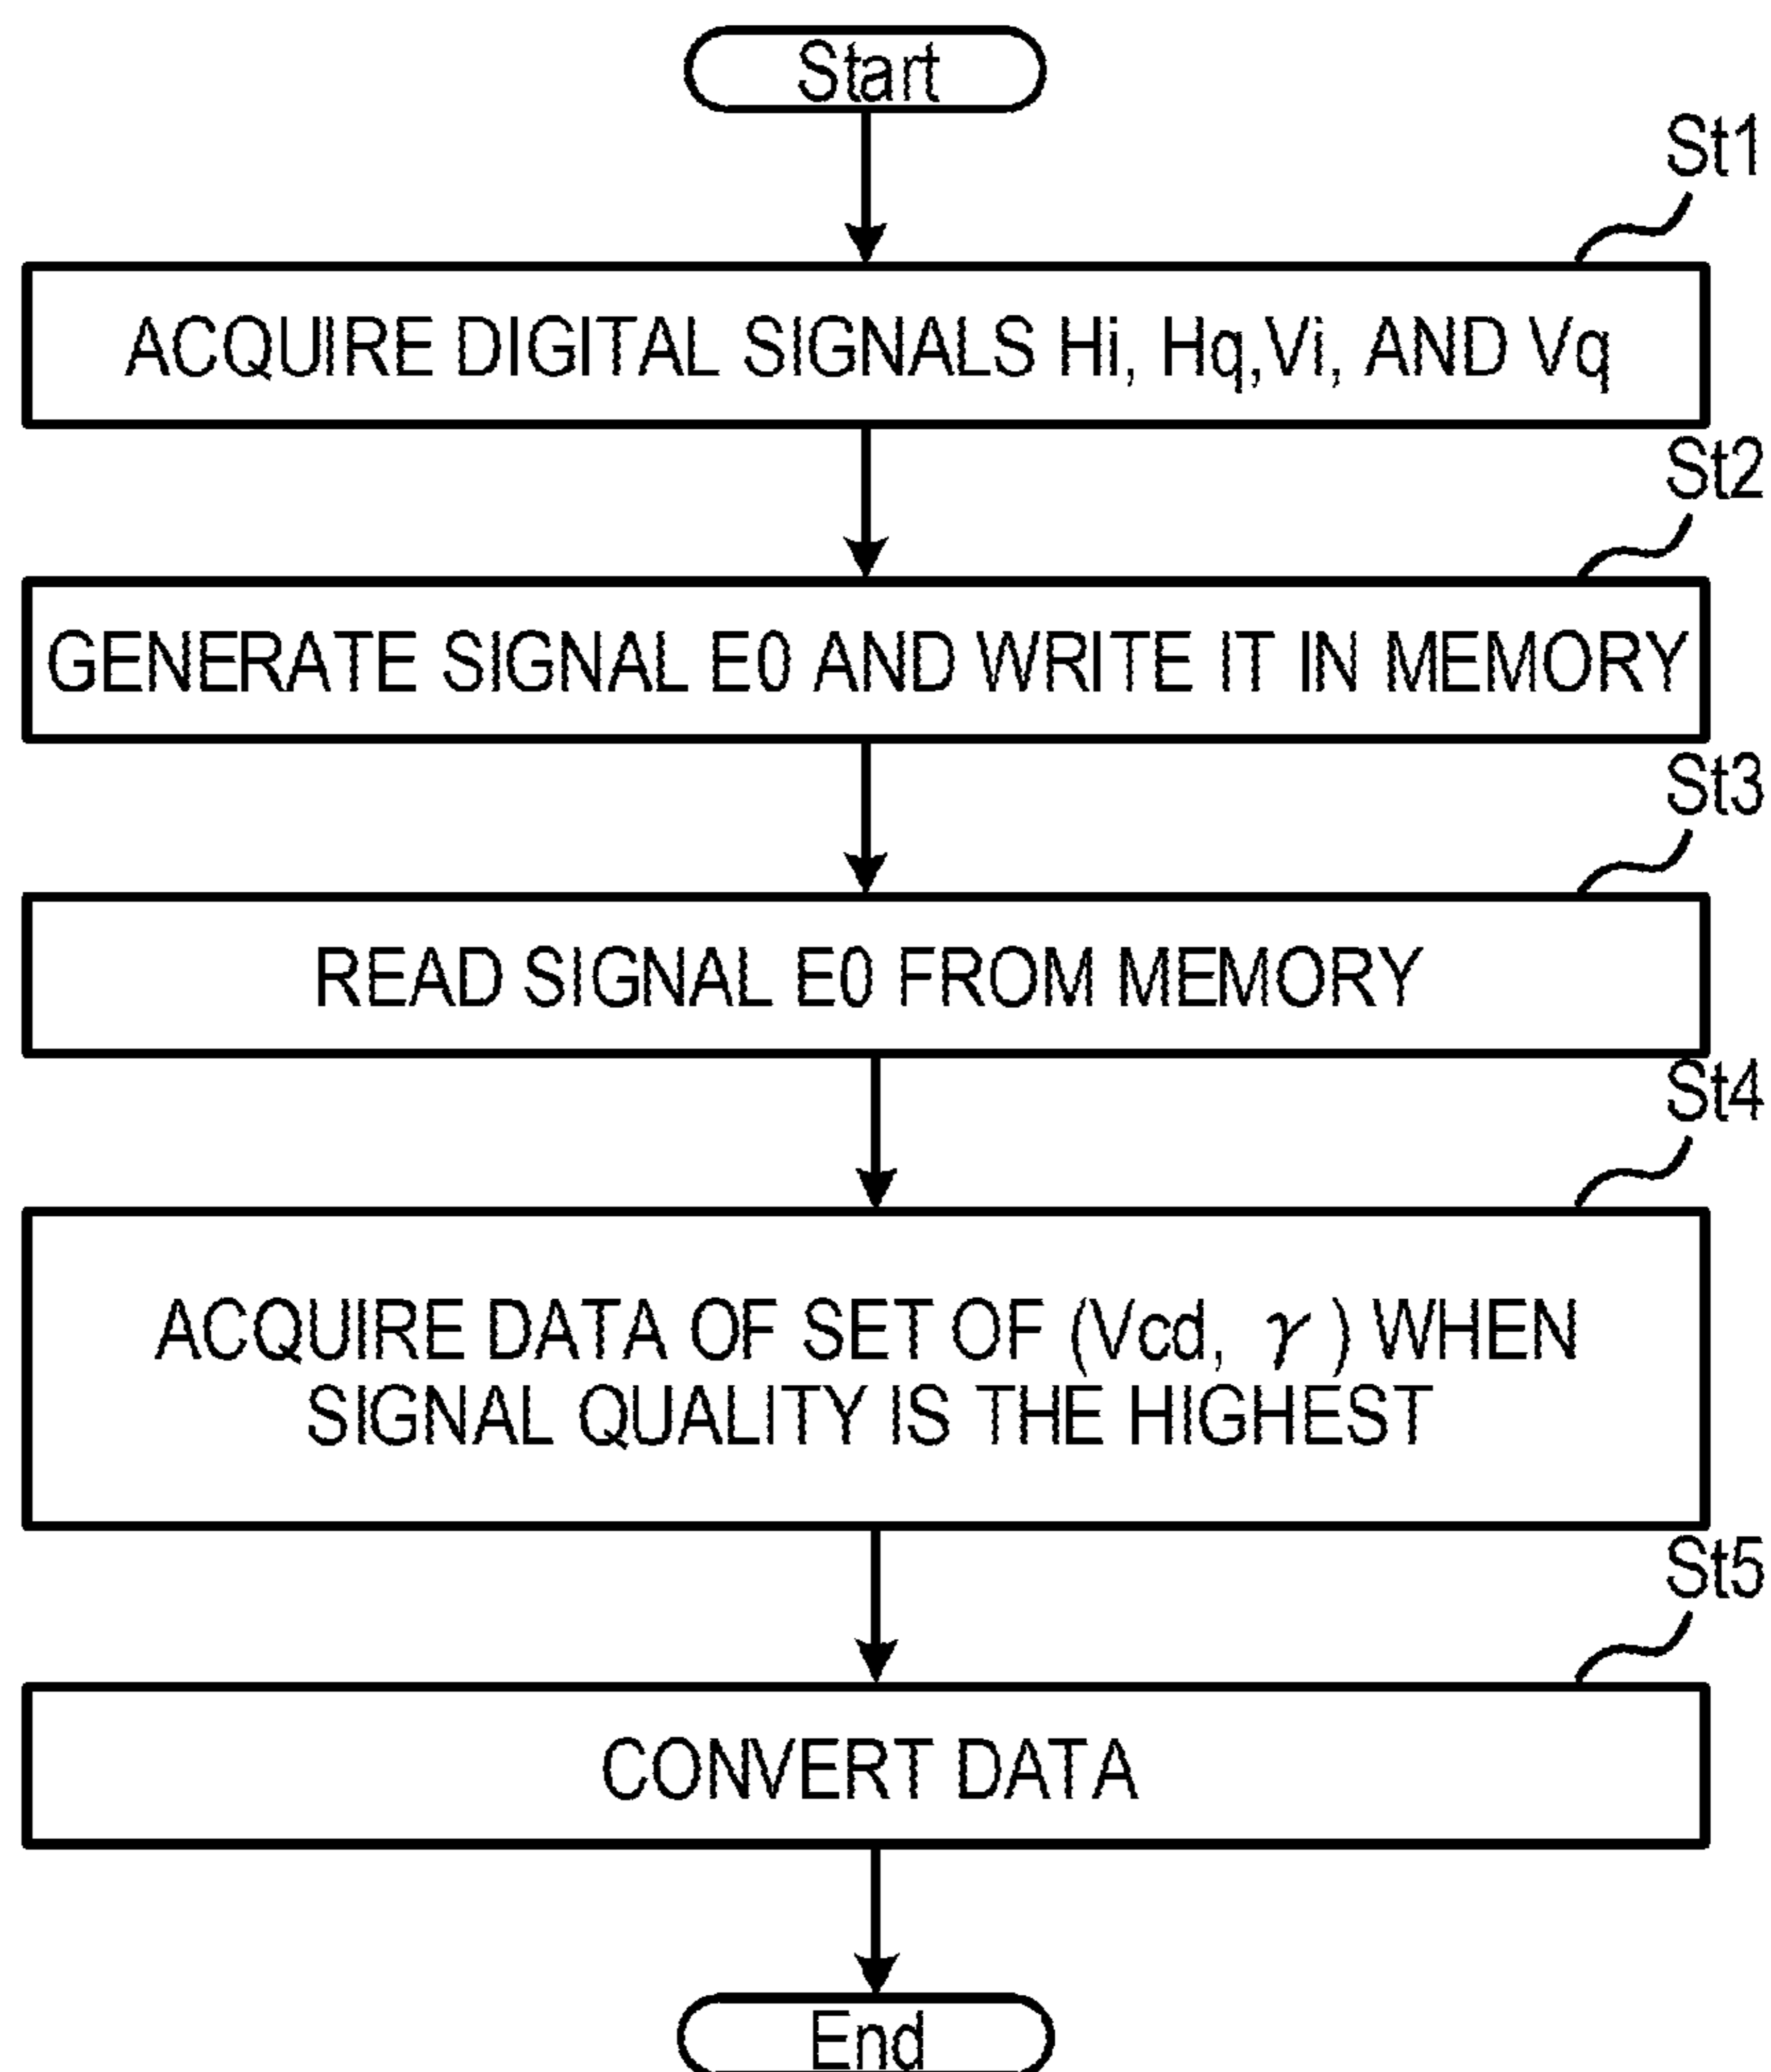 Start
St1
ACQUIRE DIGITAL SIGNALS Hi, Hq,Vi, AND Vq
St2
GENERATE SIGNAL E0 AND WRITE IT IN MEMORY
St3
READ SIGNAL E0 FROM MEMORY
St4
ACQUIRE DATA OF SET OF (Vcd, γ) WHEN
SIGNAL QUALITY IS THE HIGHEST
St5
CONVERT DATA
End